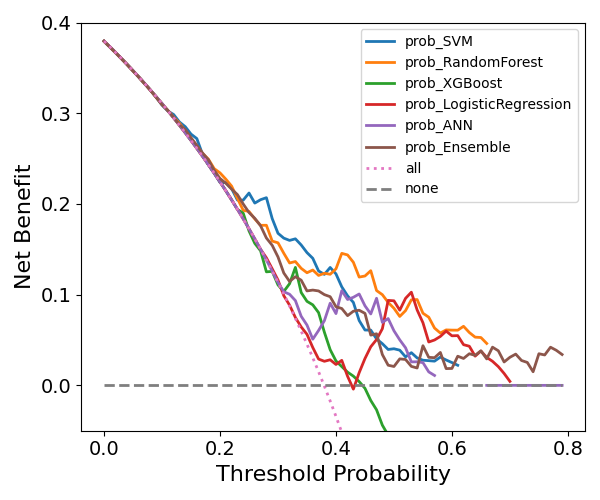 0.4
0.3
0.2
0.1
0.0
Net Benefit
prob_SVM
prob_RandomForest
prob_XGBoost
prob_LogisticRegression
prob_ANN
prob_Ensemble
all
none
0.0 0.2 0.4 0.6 0.8
Threshold Probability